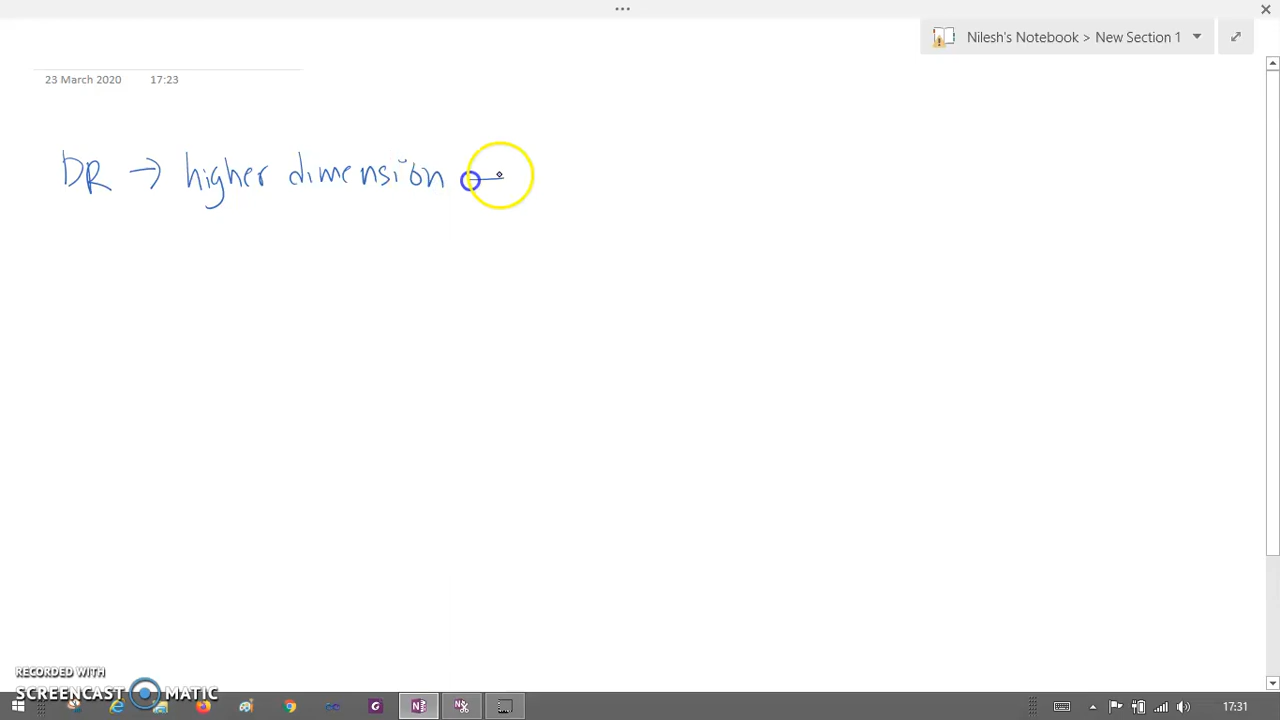 Nilesh's Notebook > New Section 1
23 March 2020 17:23
DR → higher dimension
RECORDED WITH
SCREENCAST MATIC
17:31